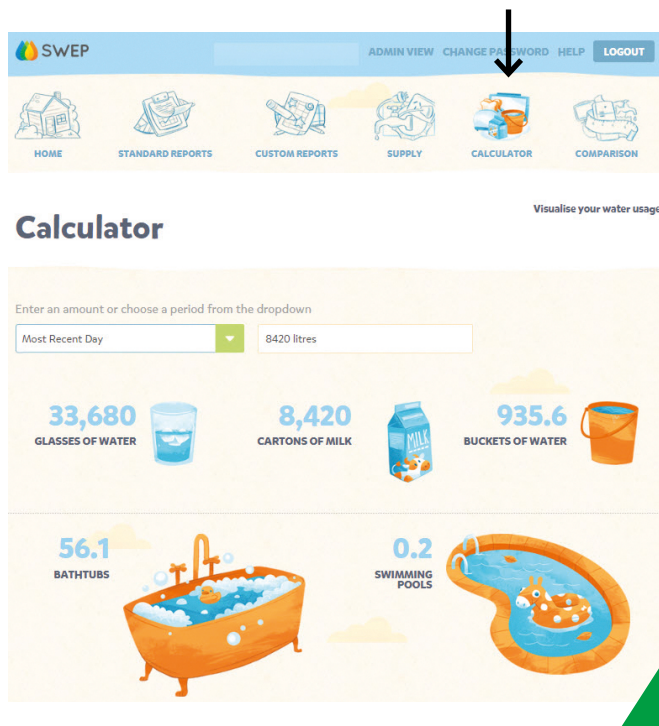 SWEP
ADMIN VIEW CHANGE PASSWORD HELP LOGOUT
HOME STANDARD REPORTS CUSTOM REPORTS SUPPLY CALCULATOR COMPARISON
Visualise your water usage
Calculator
Enter an amount or choose a period from the dropdown
Most Recent Day 8420 litres
33,680 8,420 935.6
GLASSES OF WATER CARTONS OF MILK BUCKETS OF WATER
MILK
56.1 0.2
BATHTUBS SWIMMING
POOLS